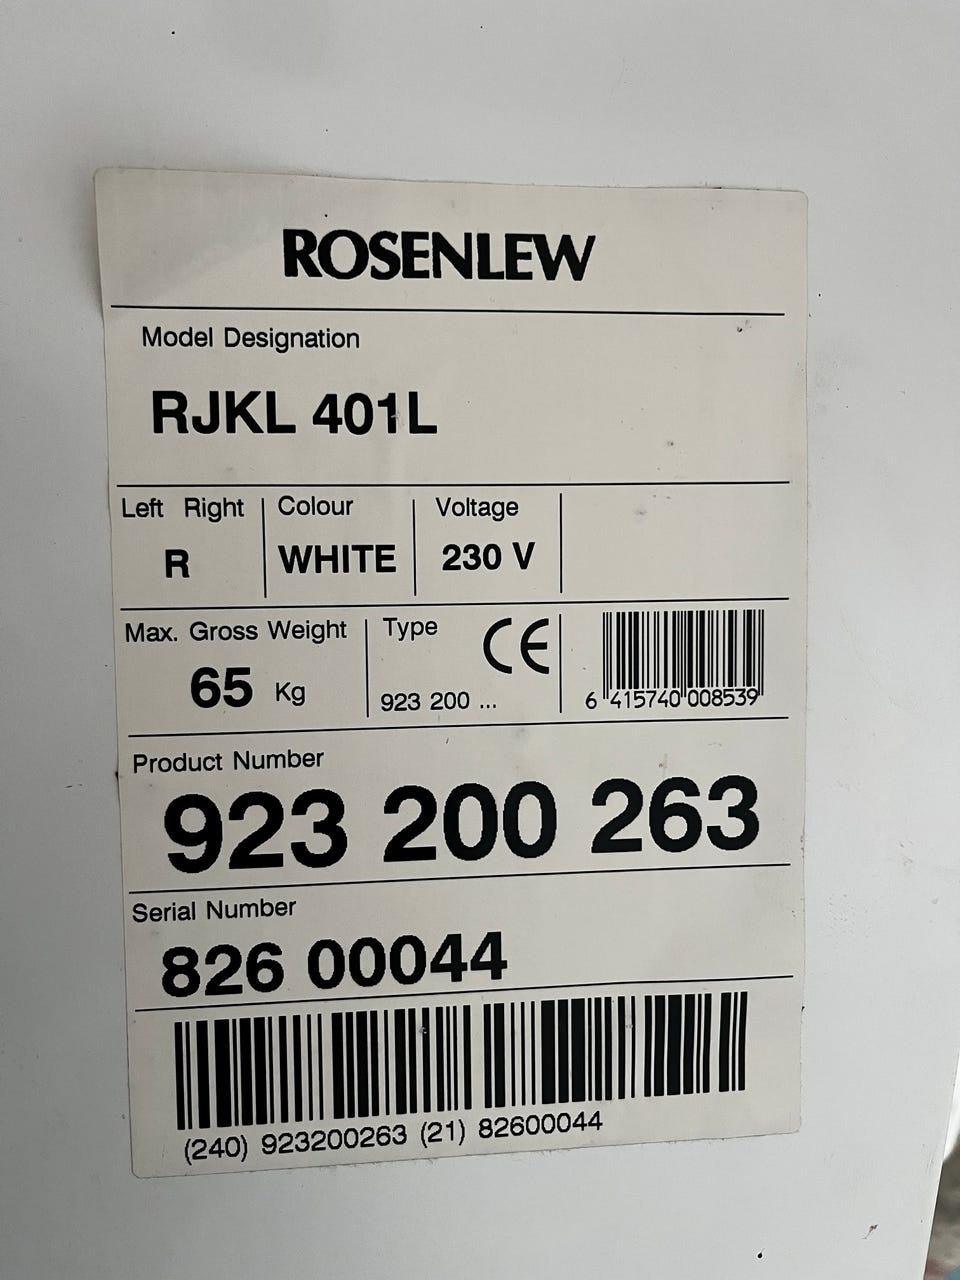 ROSENLEW
Model Designation
RJKL 401L
Left Right
R
Colour
WHITE
Voltage
230 V
Max. Gross Weight
65 Kg
Type
CE
923 200 ...
6 415740 008539
Product Number
923 200 263
Serial Number
826 00044
(240) 923200263 (21) 82600044